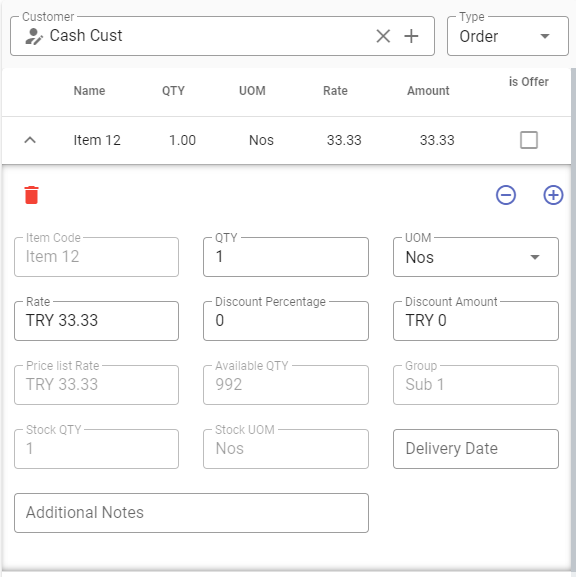 Customer
Type
Cash Cust
Order
Name QTY UOM Rate Amount is Offer
Item 12 1.00 Nos 33.33 33.33
Item Code QTY UOM
Item 12 1 Nos
Rate Discount Percentage Discount Amount
TRY 33.33 0 TRY 0
Price list Rate Available QTY Group
TRY 33.33 992 Sub 1
Stock QTY Stock UOM
1 Nos Delivery Date
Additional Notes